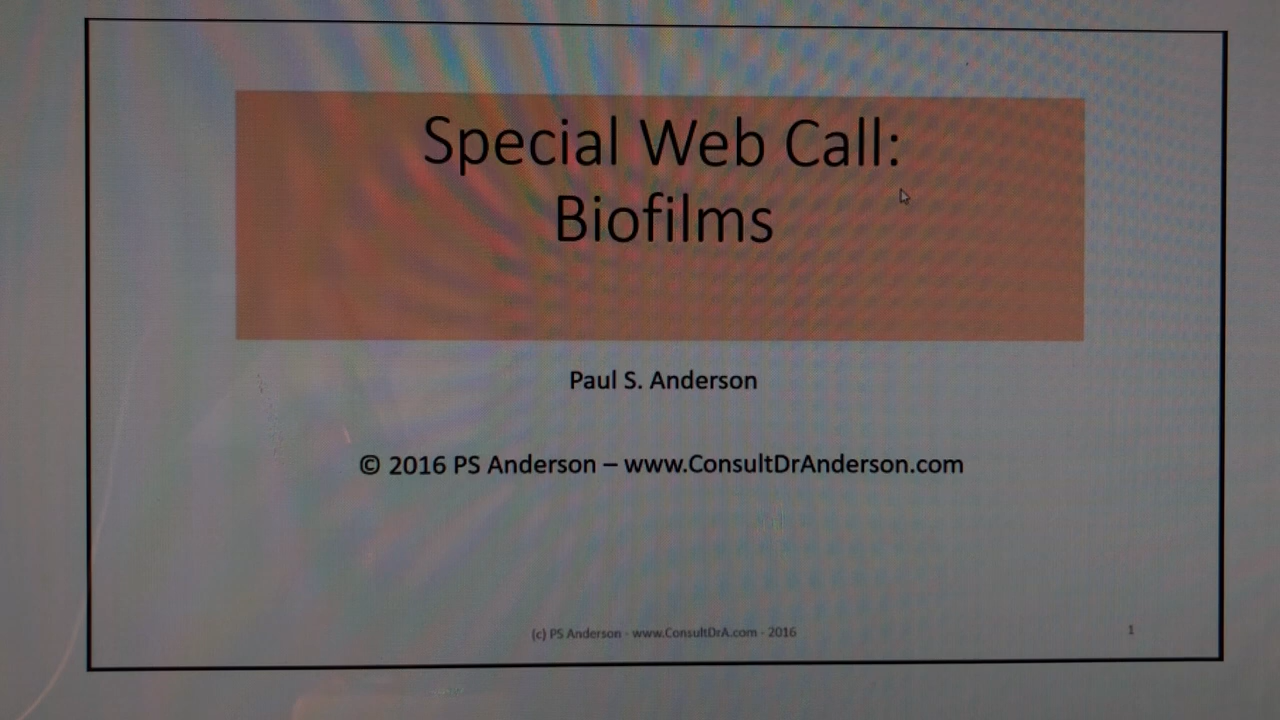 Special Web Call:
Biofilms
Paul S. Anderson
© 2016 PS Anderson – www.ConsultDrAnderson.com
(c) PS Anderson - www.ConsultDrA.com - 2016
1